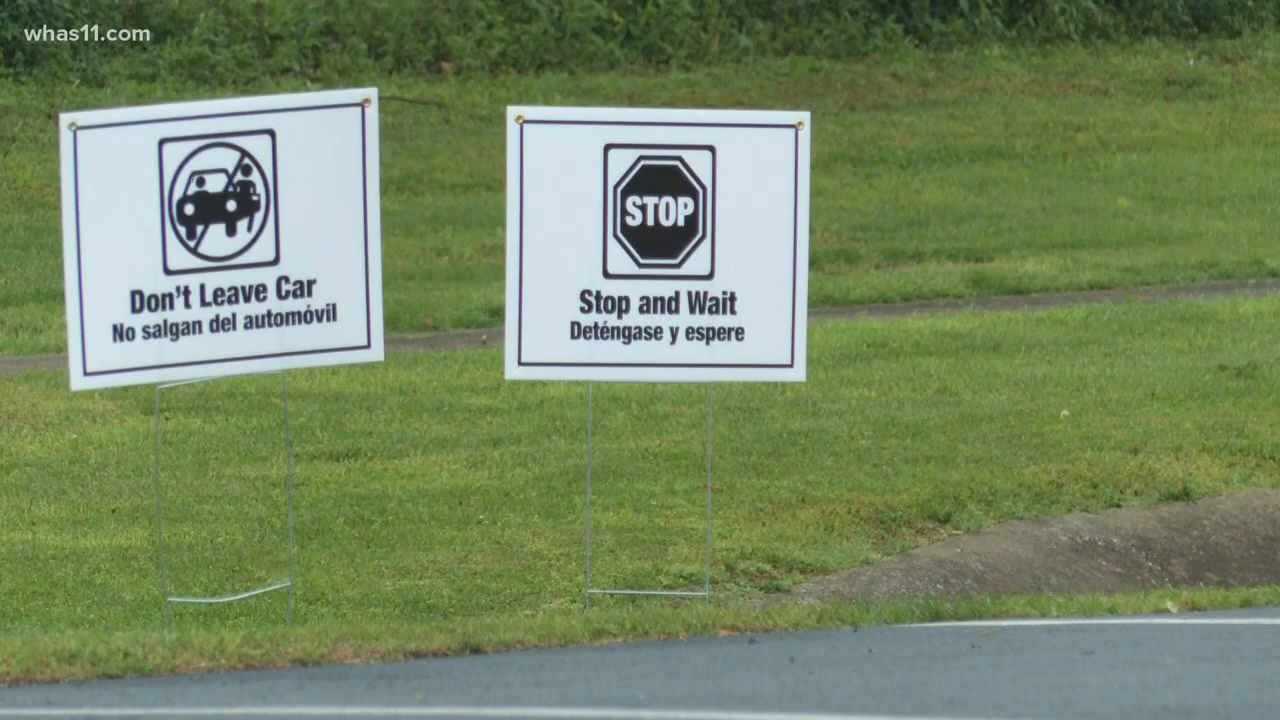 whas11.com
Don't Leave Car
No salgan del automóvil
STOP
Stop and Wait
Deténgase y espere